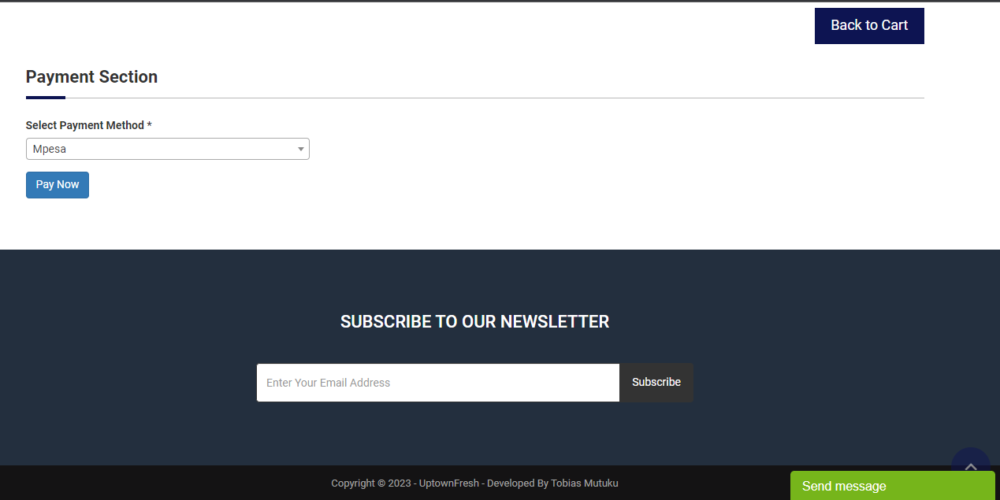 Back to Cart
Payment Section
Select Payment Method *
Mpesa
Pay Now
SUBSCRIBE TO OUR NEWSLETTER
Enter Your Email Address
Subscribe
Copyright © 2023 - UptownFresh - Developed By Tobias Mutuku
Send message